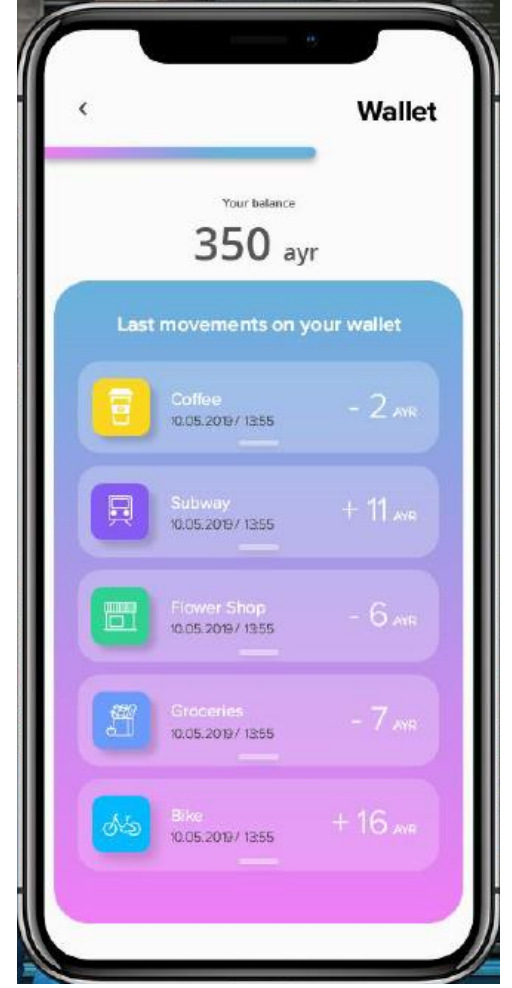 Wallet
Your balance
350 ayr
Last movements on your wallet
Coffee
10.05.2019 / 13:55
- 2 AYR
Subway
10.05.2019 / 13:55
+ 11 AYR
Flower Shop
10.05.2019 / 13:55
- 6 AYR
Groceries
10.05.2019 / 13:55
- 7 AYR
Bike
10.05.2019 / 13:55
+ 16 AYR